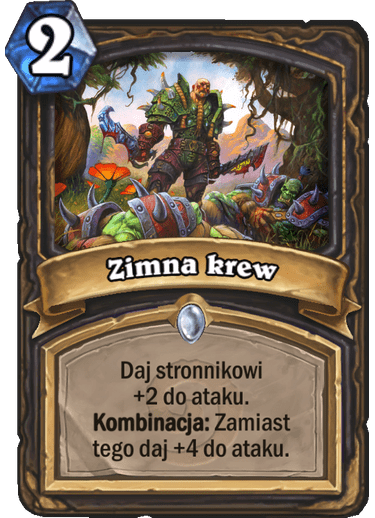 2
Zimna krew
Daj stronnikowi
+2 do ataku.
Kombinacja: Zamiast
tego daj +4 do ataku.